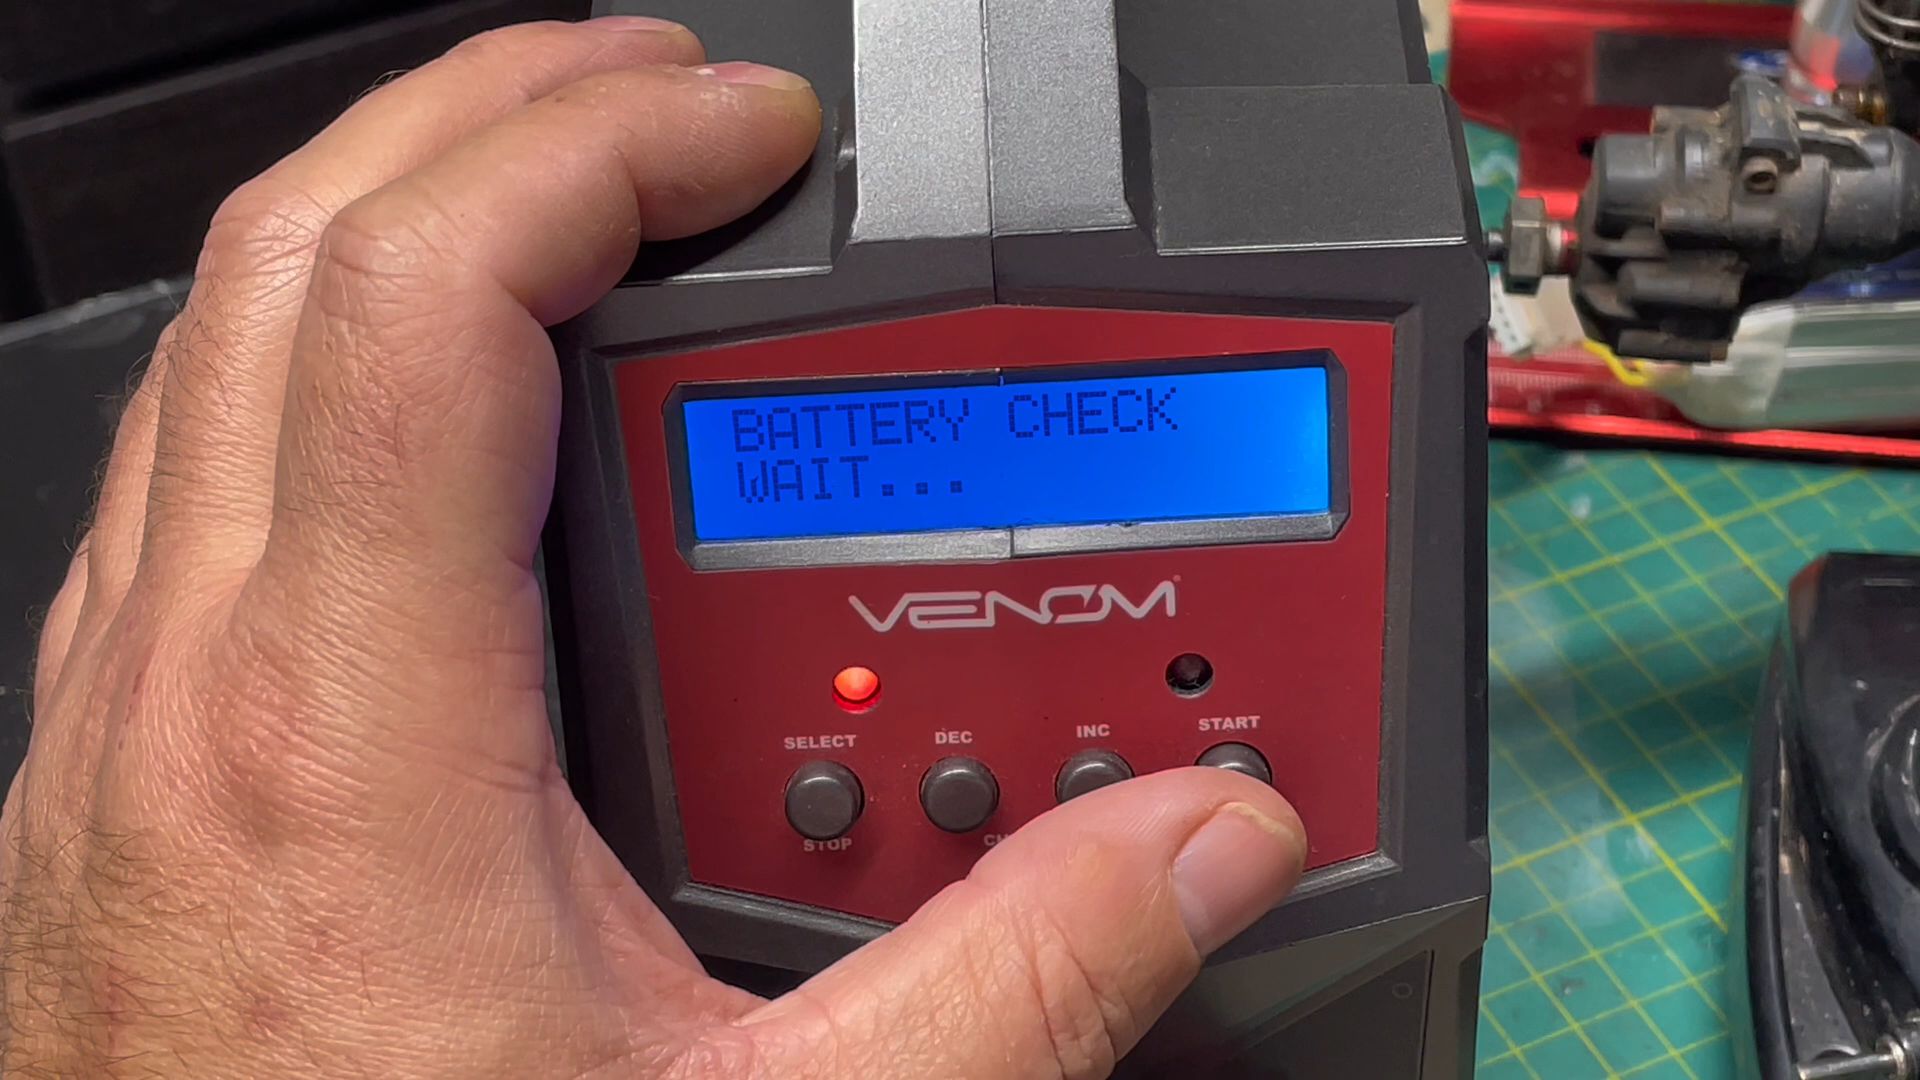 BATTERY CHECK
WAIT...
VENOM
SELECT DEC INC START
STOP